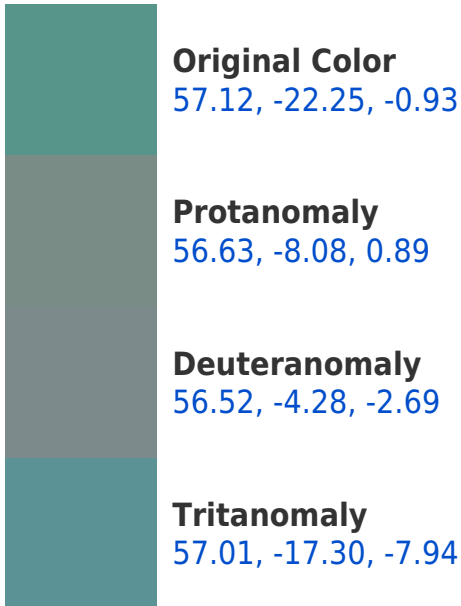 Original Color
57.12, -22.25, -0.93
Protanomaly
56.63, -8.08, 0.89
Deuteranomaly
56.52, -4.28, -2.69
Tritanomaly
57.01, -17.30, -7.94